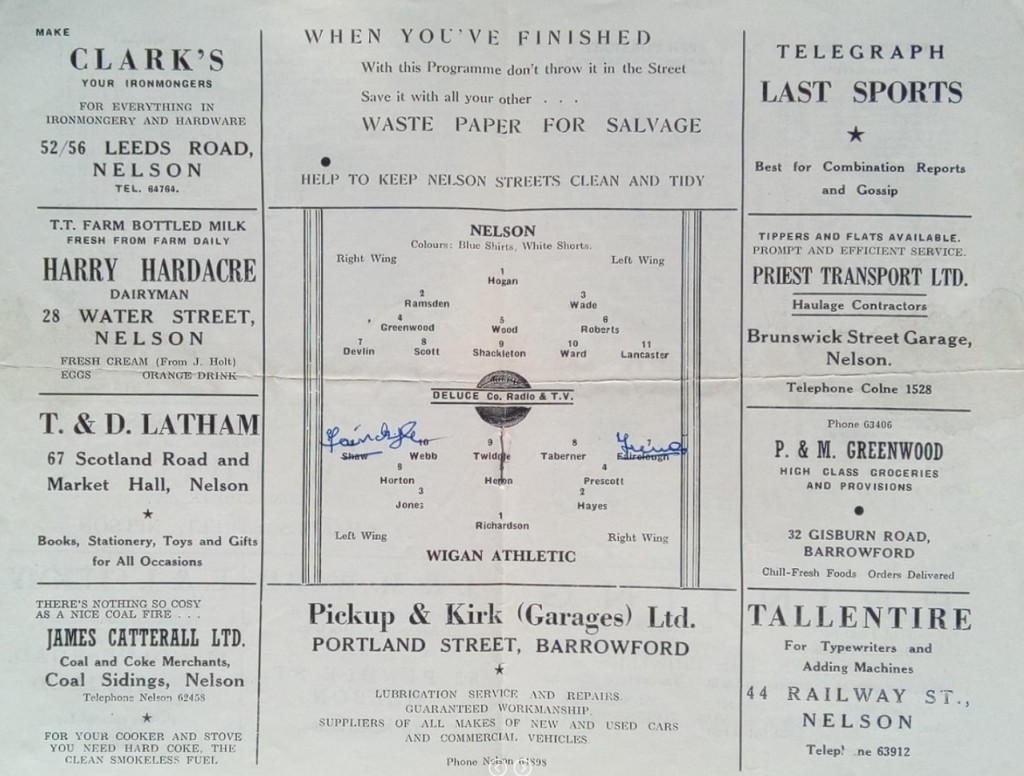 MAKE
CLARK'S
YOUR IRONMONGERS
FOR EVERYTHING IN
IRONMONGERY AND HARDWARE
52/56 LEEDS ROAD,
NELSON
TEL. 64764.
T.T. FARM BOTTLED MILK
FRESH FROM FARM DAILY
HARRY HARDACRE
DAIRYMAN
28 WATER STREET,
NELSON
FRESH CREAM (From J. Holt)
EGGS ORANGE DRINK
T. & D. LATHAM
67 Scotland Road and
Market Hall, Nelson
Books, Stationery, Toys and Gifts
for All Occasions
THERE'S NOTHING SO COSY
AS A NICE COAL FIRE . . .
JAMES CATTERALL LTD.
Coal and Coke Merchants,
Coal Sidings, Nelson
Telephone Nelson 62458
FOR YOUR COOKER AND STOVE
YOU NEED HARD COKE, THE
CLEAN SMOKELESS FUEL
WHEN YOU'VE FINISHED
With this Programme don't throw it in the Street
Save it with all your other . . .
WASTE PAPER FOR SALVAGE
HELP TO KEEP NELSON STREETS CLEAN AND TIDY
NELSON
Colours: Blue Shirts, White Shorts.
Right Wing Left Wing
1
Hogan
2 3
Ramsden Wade
4 5 6
Greenwood Wood Roberts
7 8 9 10 11
Devlin Scott Shackleton Ward Lancaster
DELUCE Co. Radio & T.V.
10 9 8 7
Shaw Webb Twiddle Taberner Fairclough
6 4
Horton Heron Prescott
3 2
Jones Hayes
1
Richardson
Left Wing Right Wing
WIGAN ATHLETIC
Pickup & Kirk (Garages) Ltd.
PORTLAND STREET, BARROWFORD
LUBRICATION SERVICE AND REPAIRS
GUARANTEED WORKMANSHIP.
SUPPLIERS OF ALL MAKES OF NEW AND USED CARS
AND COMMERCIAL VEHICLES
Phone Nelson 64898
TELEGRAPH
LAST SPORTS
Best for Combination Reports
and Gossip
TIPPERS AND FLATS AVAILABLE.
PROMPT AND EFFICIENT SERVICE.
PRIEST TRANSPORT LTD.
Haulage Contractors
Brunswick Street Garage,
Nelson.
Telephone Colne 1528
Phone 63406
P. & M. GREENWOOD
HIGH CLASS GROCERIES
AND PROVISIONS
32 GISBURN ROAD,
BARROWFORD
Chill-Fresh Foods Orders Delivered
TALLENTIRE
For Typewriters and
Adding Machines
44 RAILWAY ST.,
NELSON
63912